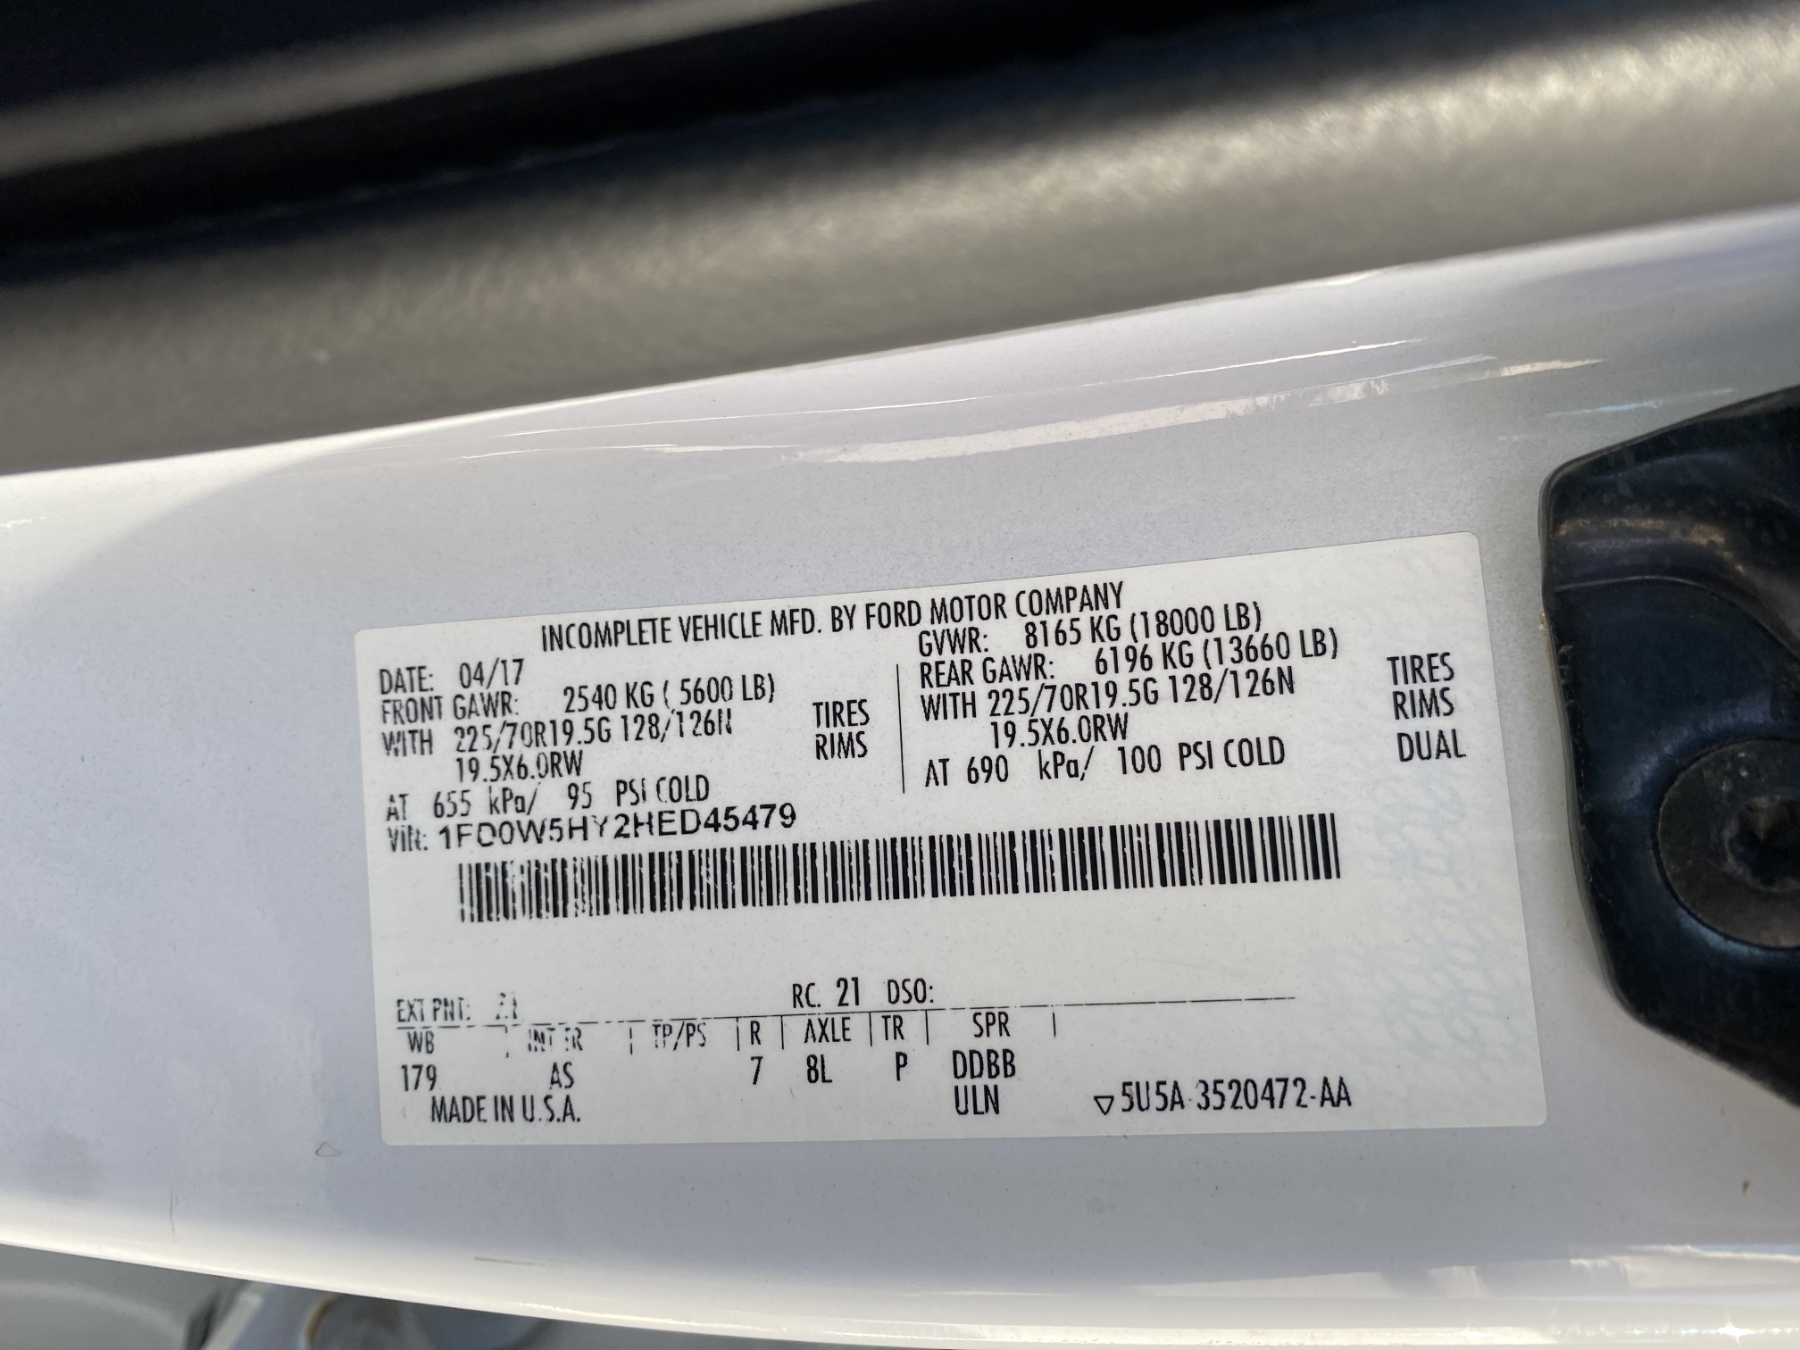 INCOMPLETE VEHICLE MFD. BY FORD MOTOR COMPANY
DATE: 04/17
FRONT GAWR: 2540 KG ( 5600 LB)
WITH 225/70R19.5G 128/126N TIRES
19.5X6.0RW RIMS
AT 655 kPa/ 95 PSI COLD
GVWR: 8165 KG (18000 LB)
REAR GAWR: 6196 KG (13660 LB)
WITH 225/70R19.5G 128/126N TIRES
19.5X6.0RW RIMS
AT 690 kPa/ 100 PSI COLD DUAL
VIN: 1FD0W5HY2HED45479
EXT PNT: RC. 21 DSO:
WB INT TR TP/PS R AXLE TR SPR
179 AS 7 8L P DDBB
MADE IN U.S.A. ULN ▽5U5A-3520472-AA